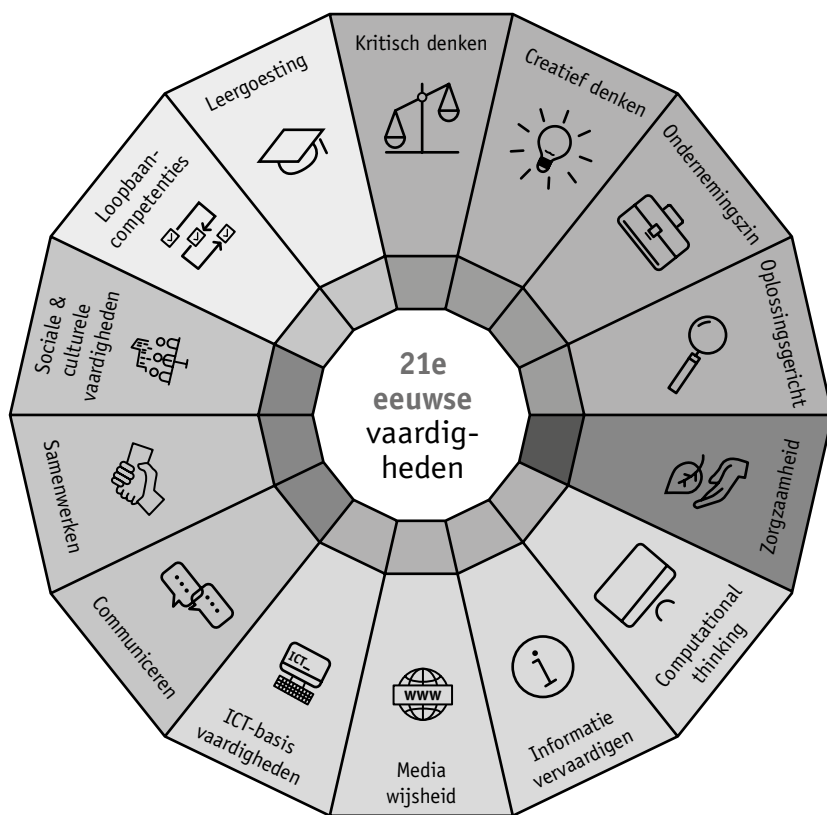 Kritisch denken
Creatief denken
Ondernemingszin
Oplossingsgericht
Zorgzaamheid
Computational
thinking
Informatie
vervaardigen
Media
wijsheid
ICT-basis
vaardigheden
Communiceren
Samenwerken
Sociale &
culturele
vaardigheden
Loopbaan-
competenties
Leergoesting
21e
eeuwse
vaardig-
heden
ICT_
WWW
i